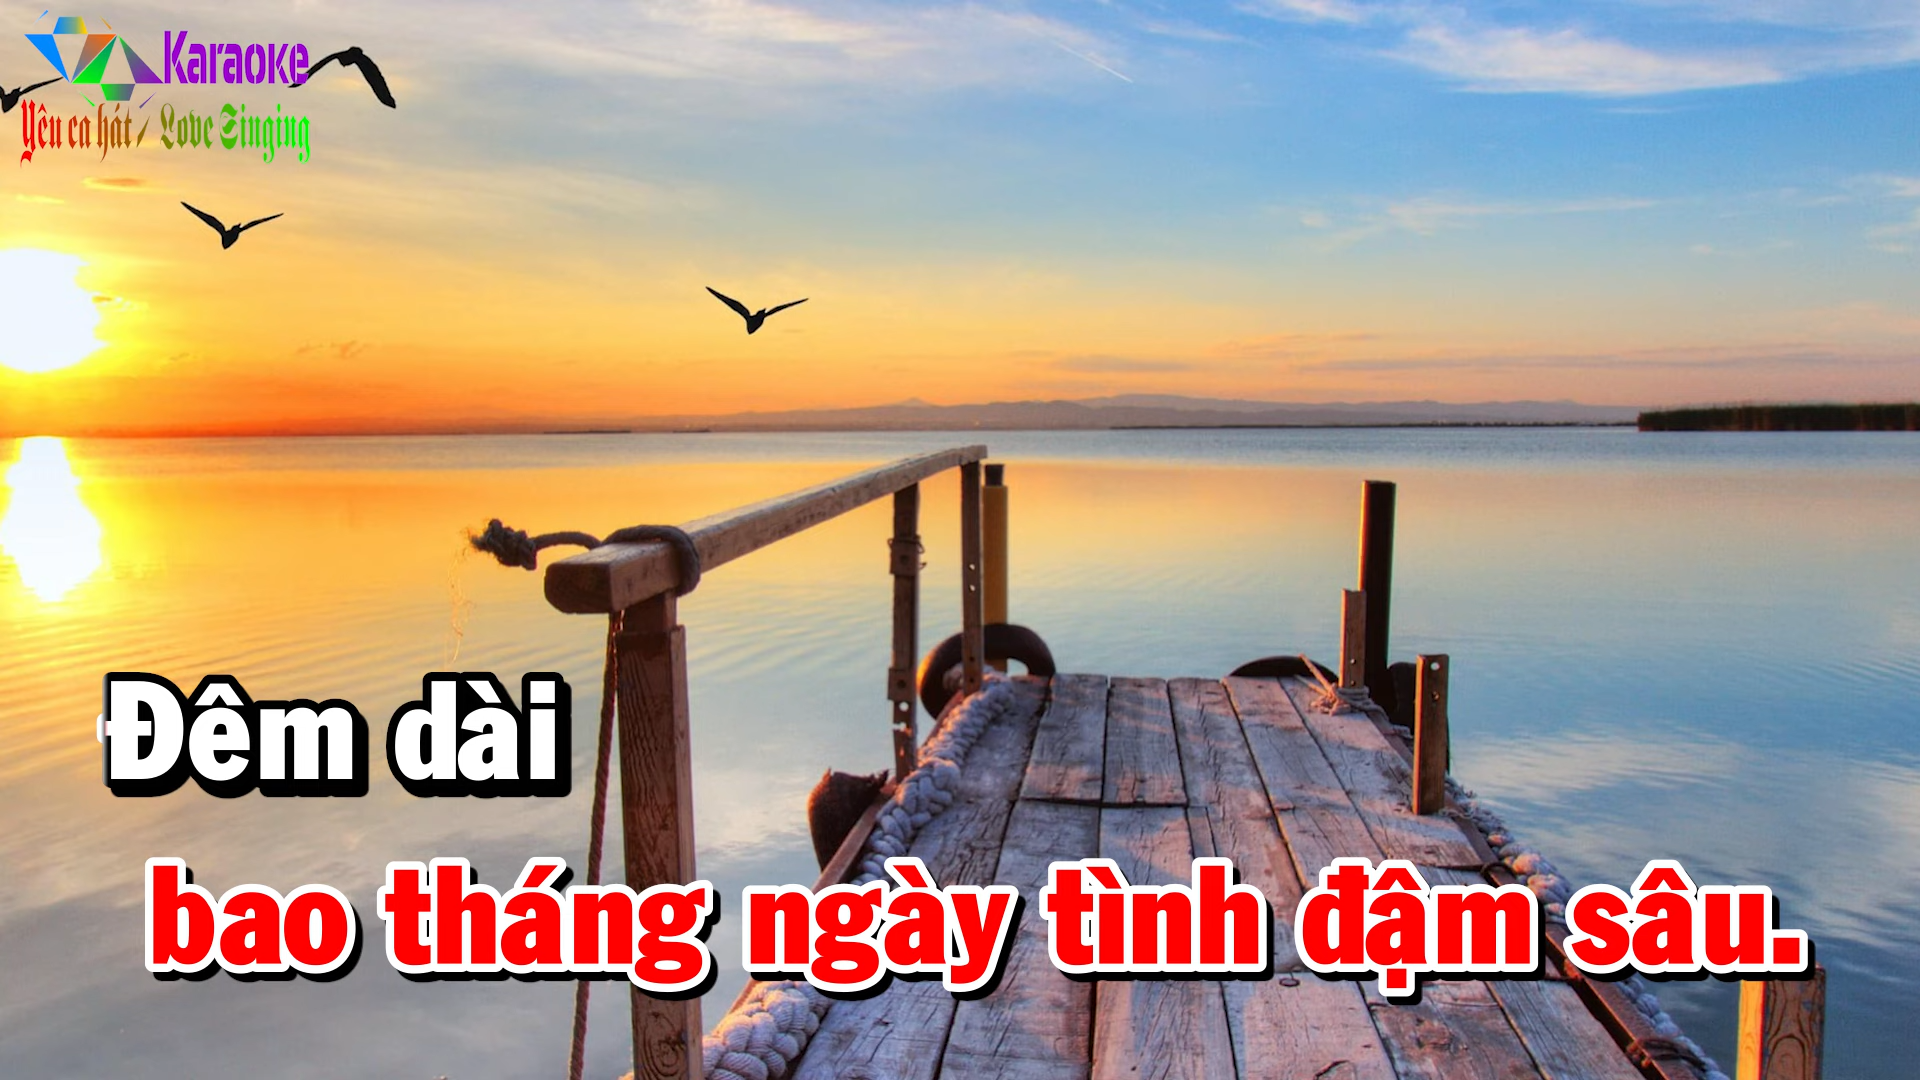 Karaoke
Yêu ca hát / Love Singing
Đêm dài
bao tháng ngày tình đậm sâu.